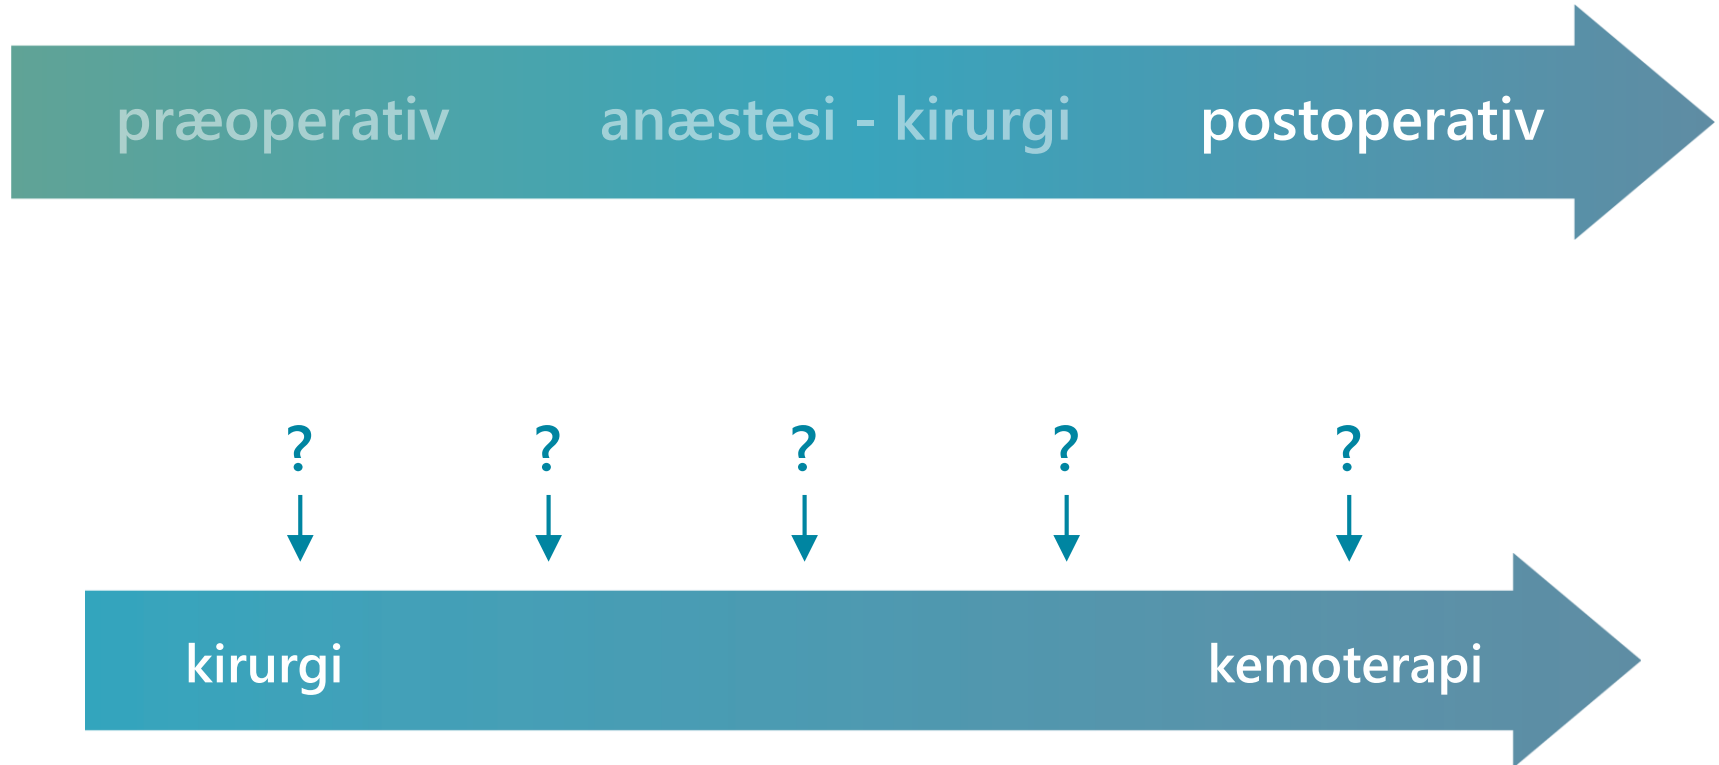 præoperativ anæstesi - kirurgi postoperativ
? ? ? ? ?
kirurgi kemoterapi